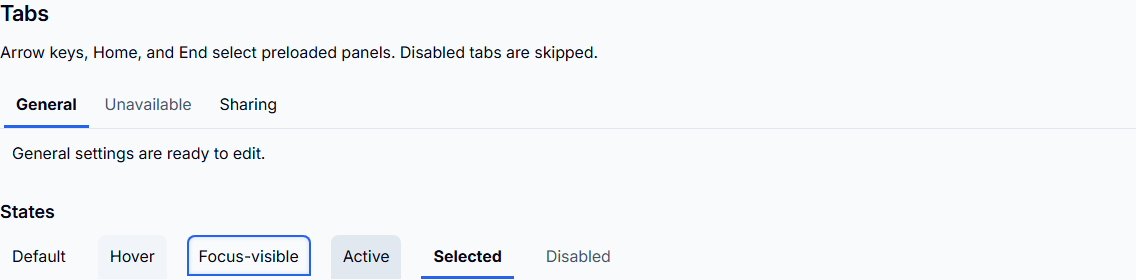 Tabs
Arrow keys, Home, and End select preloaded panels. Disabled tabs are skipped.
General Unavailable Sharing
General settings are ready to edit.
States
Default Hover Focus-visible Active Selected Disabled